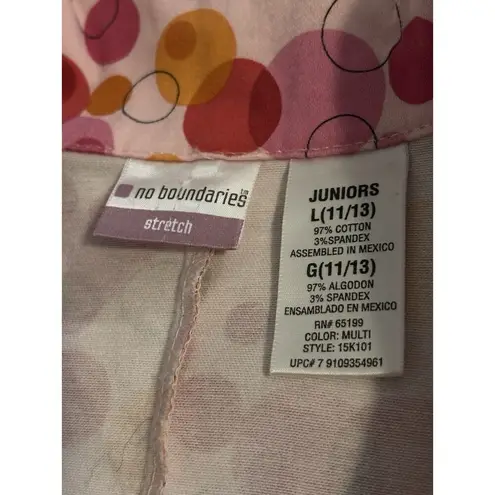 no boundaries
stretch
JUNIORS
L(11/13)
97% COTTON
3%SPANDEX
ASSEMBLED IN MEXICO
G(11/13)
97% ALGODON
3% SPANDEX
ENSAMBLADO EN MEXICO
RN# 65199
COLOR: MULTI
STYLE: 15K101
UPC# 7 9109354961